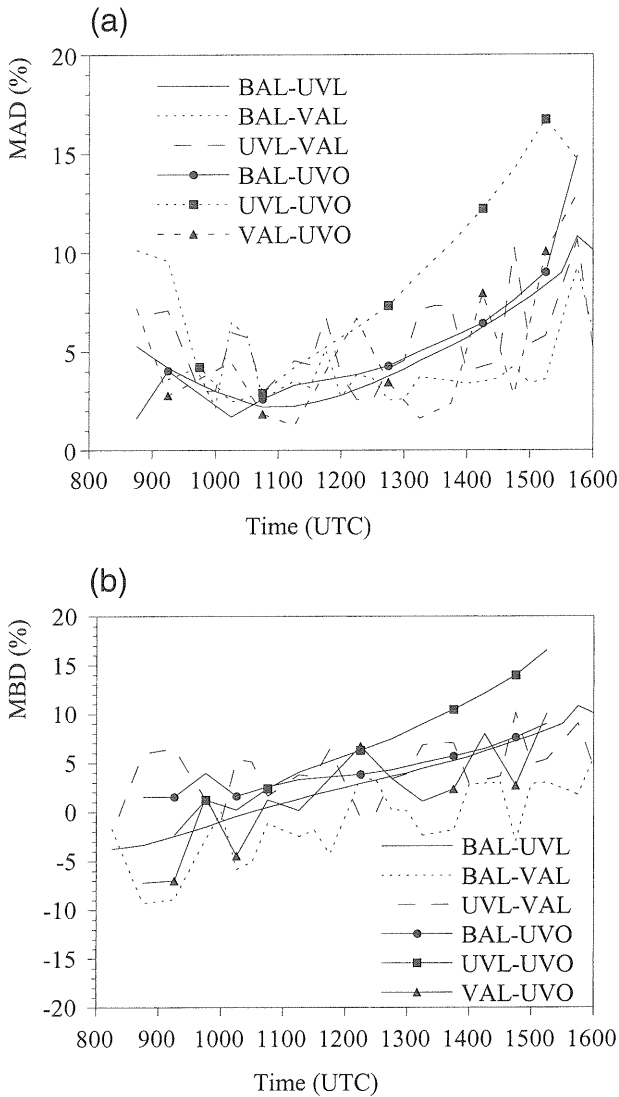 (a)
MAD (%)
20
15
10
5
0
BAL-UVL
BAL-VAL
UVL-VAL
BAL-UVO
UVL-UVO
VAL-UVO
800 900 1000 1100 1200 1300 1400 1500 1600
Time (UTC)
(b)
MBD (%)
20
15
10
5
0
-5
-10
-15
-20
BAL-UVL
BAL-VAL
UVL-VAL
BAL-UVO
UVL-UVO
VAL-UVO
800 900 1000 1100 1200 1300 1400 1500 1600
Time (UTC)